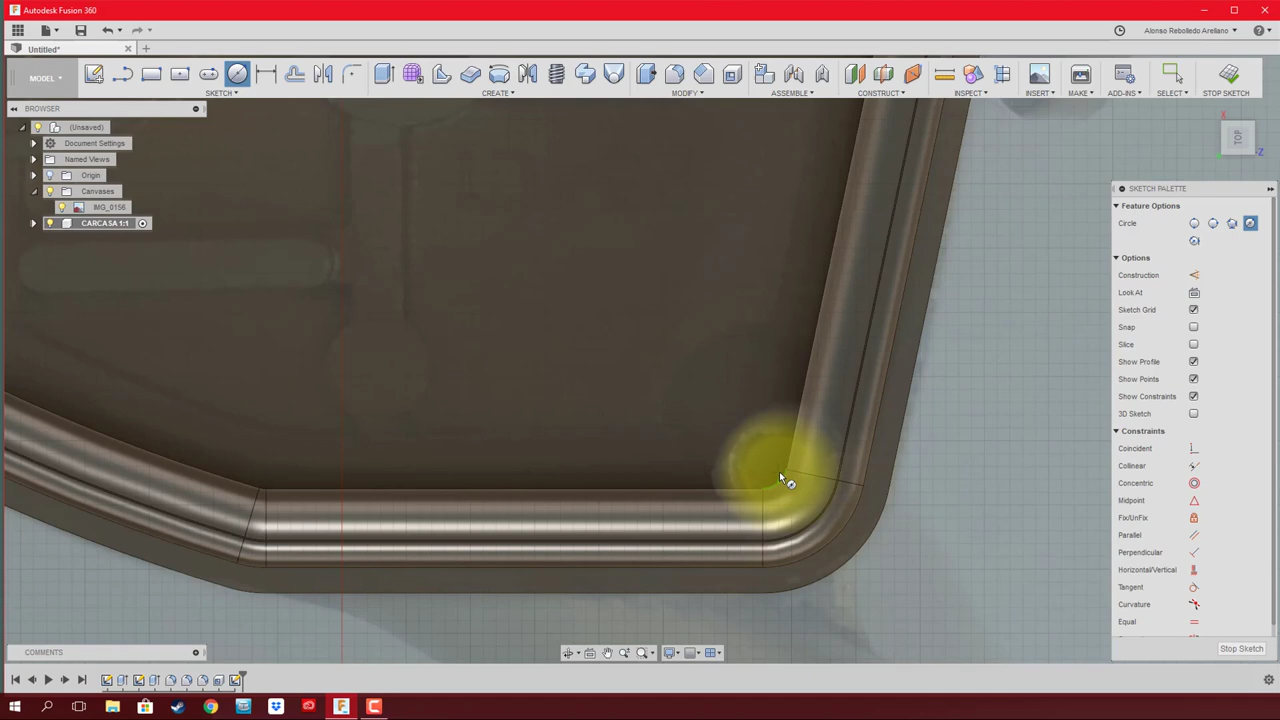 Autodesk Fusion 360
Untitled*
Alonso Rebolledo Arellano
MODEL
SKETCH
CREATE
MODIFY
ASSEMBLE
CONSTRUCT
INSPECT
INSERT
MAKE
ADD-INS
SELECT
STOP SKETCH
BROWSER
(Unsaved)
Document Settings
Named Views
Origin
Canvases
IMG_0156
CARCASA 1:1
X
TOP
Z
SKETCH PALETTE
Feature Options
Circle
Options
Construction
Look At
Sketch Grid
Snap
Slice
Show Profile
Show Points
Show Constraints
3D Sketch
Constraints
Coincident
Collinear
Concentric
Midpoint
Fix/UnFix
Parallel
Perpendicular
Horizontal/Vertical
Tangent
Curvature
Equal
Stop Sketch
COMMENTS